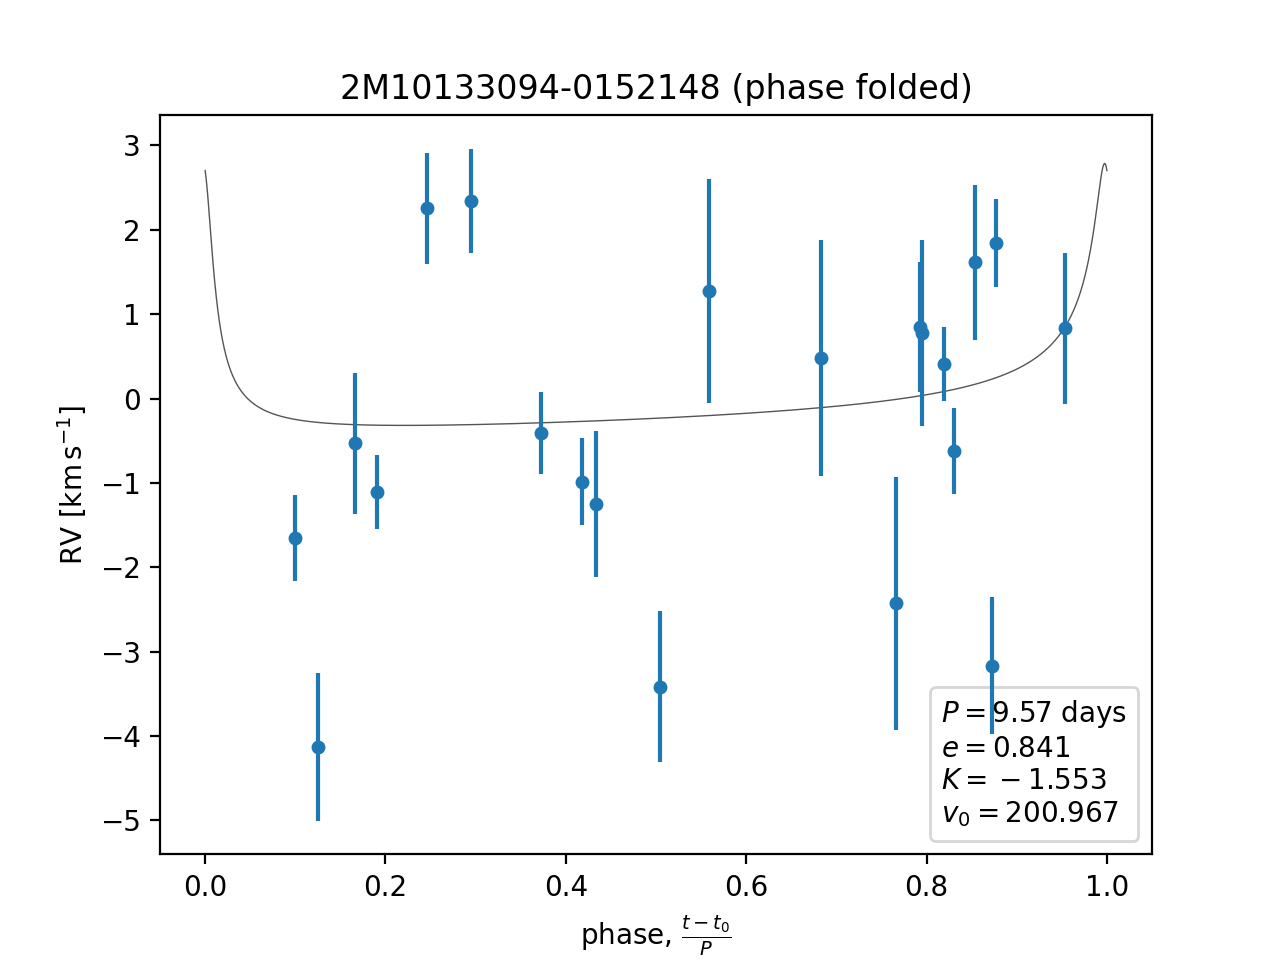 2M10133094-0152148 (phase folded)
3
2
1
0
−1
−2
−3
−4
−5
RV [km s⁻¹]
P = 9.57 days
e = 0.841
K = −1.553
v₀ = 200.967
0.0 0.2 0.4 0.6 0.8 1.0
phase, (t − t₀)/P